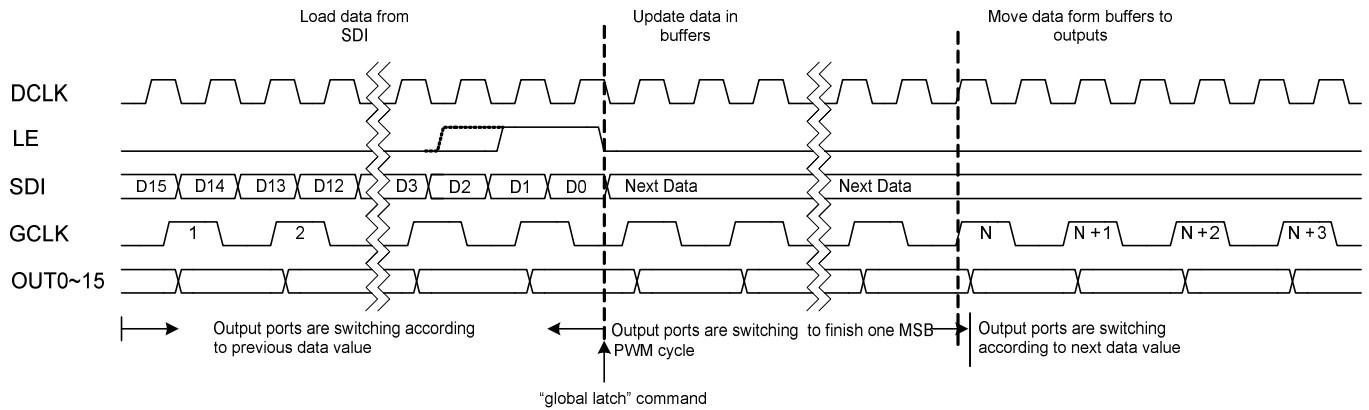 Load data from
SDI
Update data in
buffers
Move data form buffers to
outputs
DCLK
LE
SDI
D15 D14 D13 D12 D3 D2 D1 D0 Next Data Next Data
GCLK
1 2 N N+1 N+2 N+3
OUT0~15
Output ports are switching according
to previous data value
Output ports are switching to finish one MSB
PWM cycle
Output ports are switching
according to next data value
“global latch” command